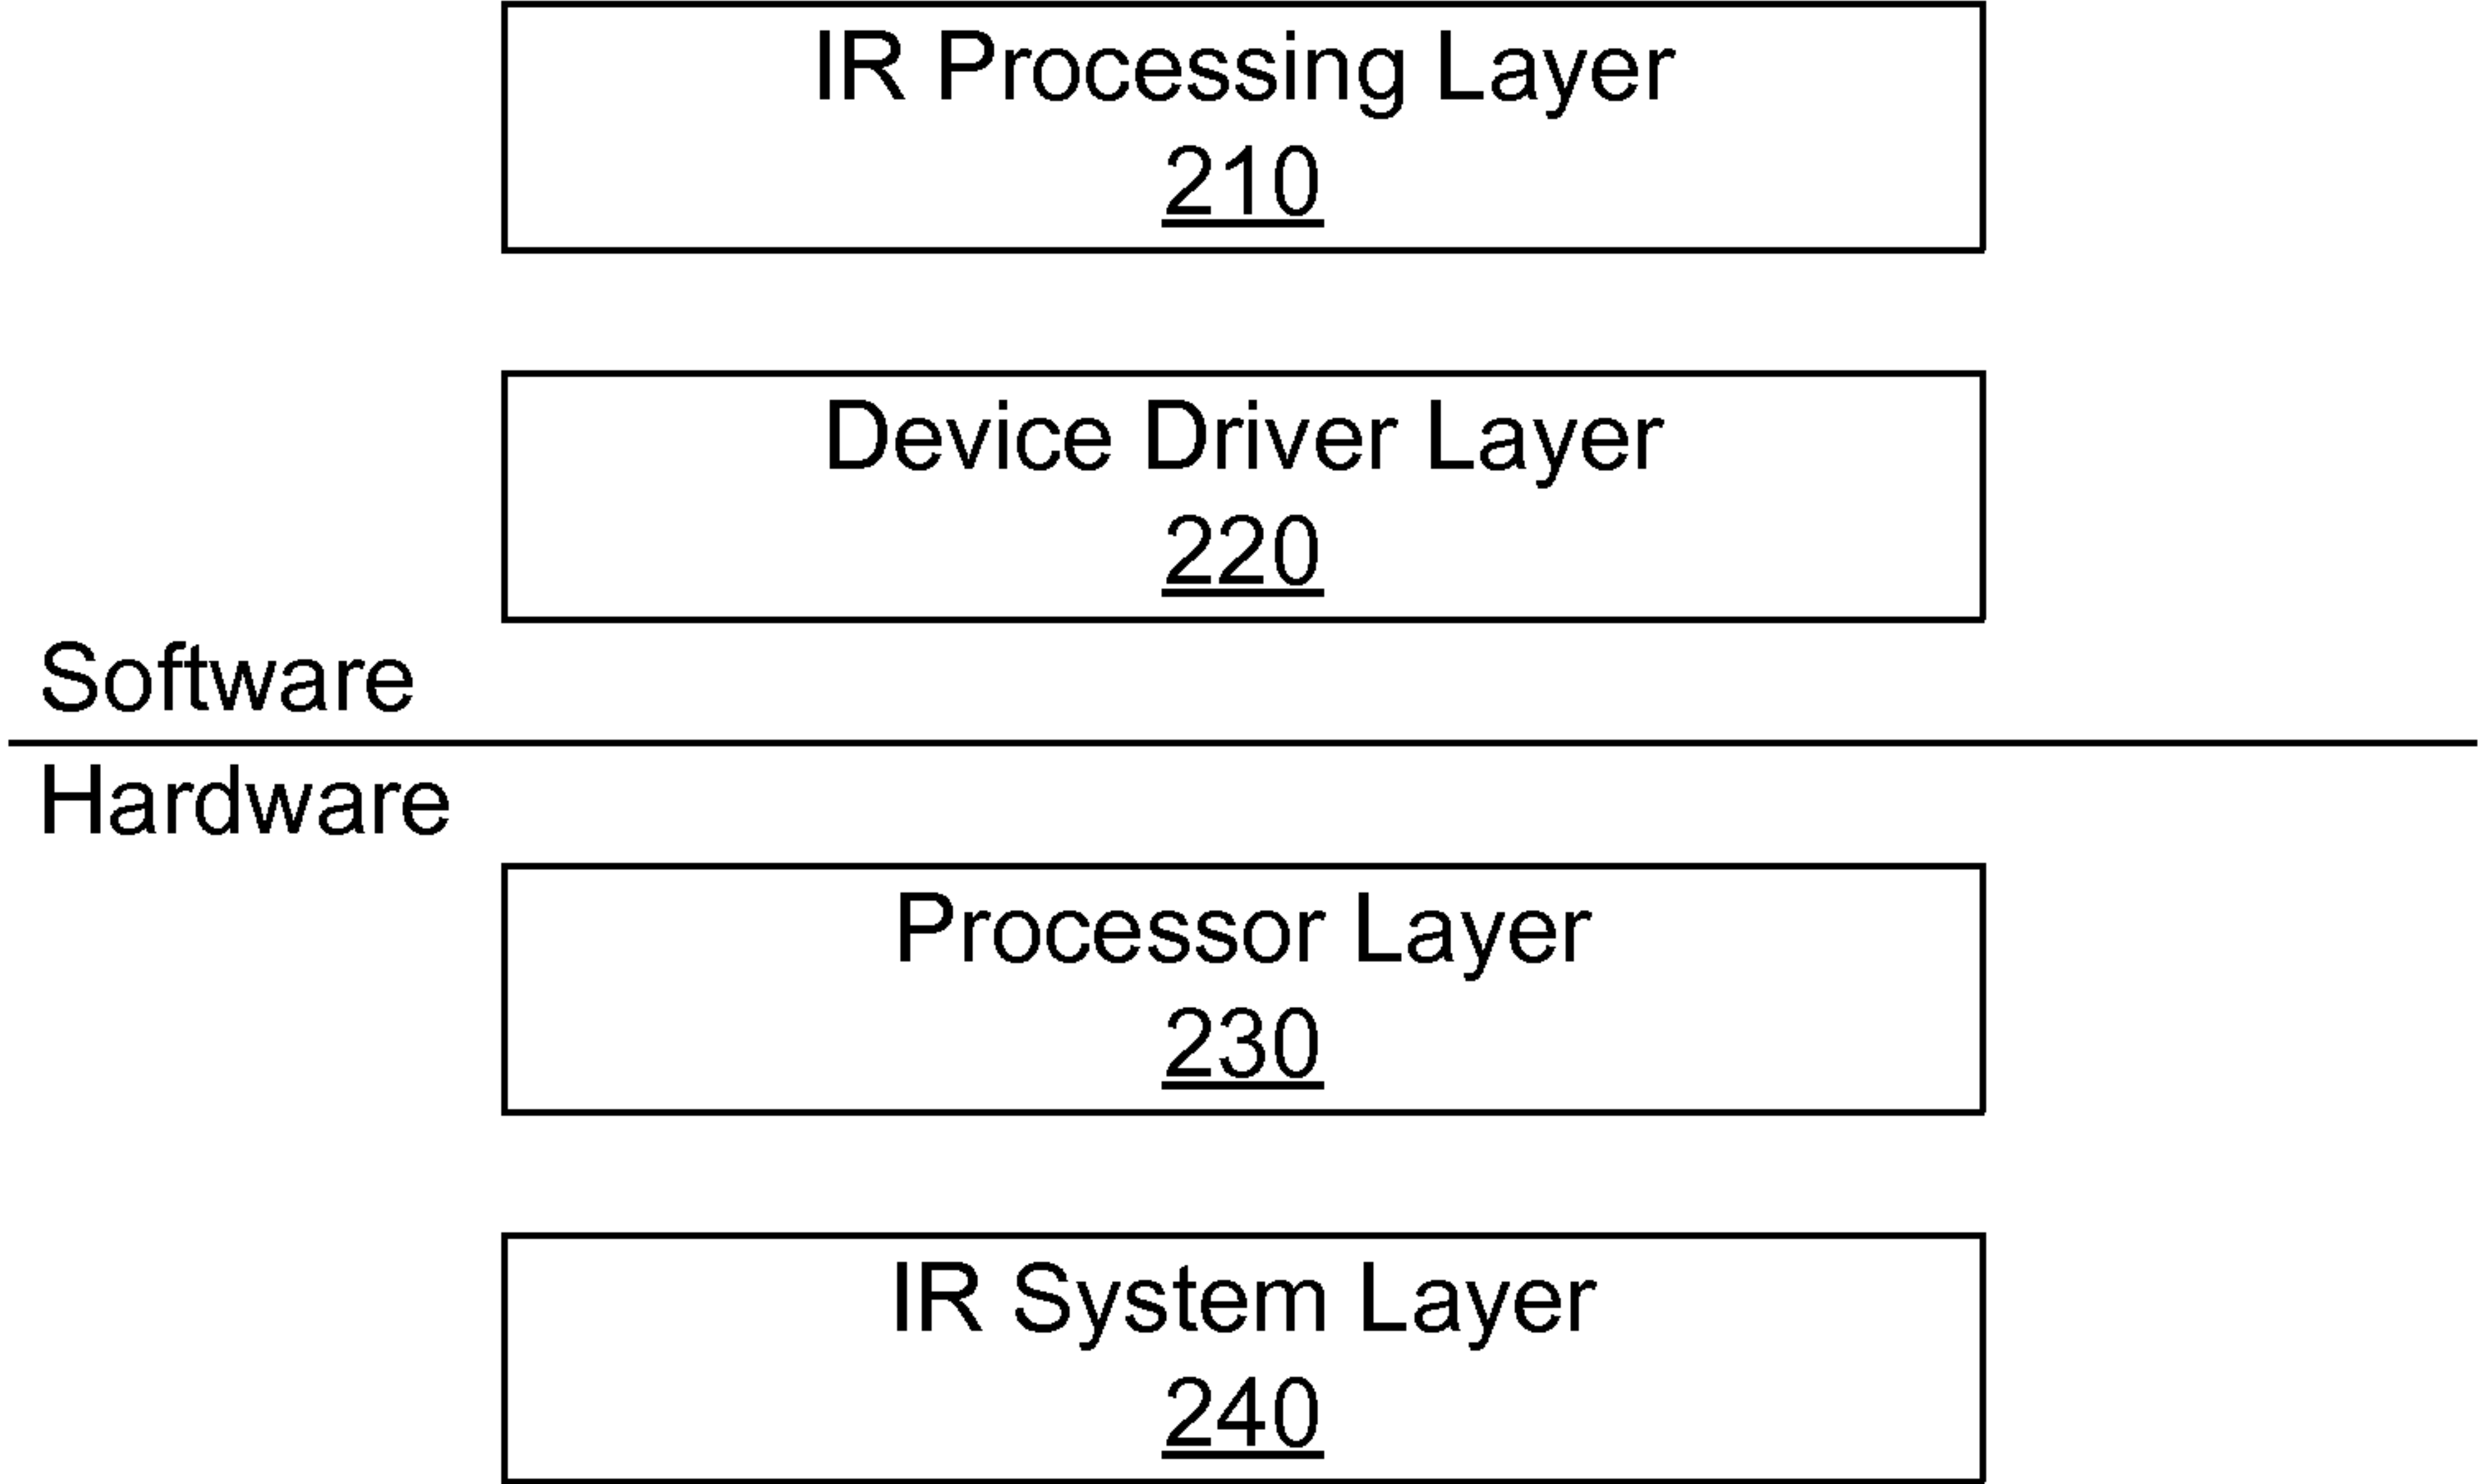 IR Processing Layer
210
Device Driver Layer
220
Software
Hardware
Processor Layer
230
IR System Layer
240